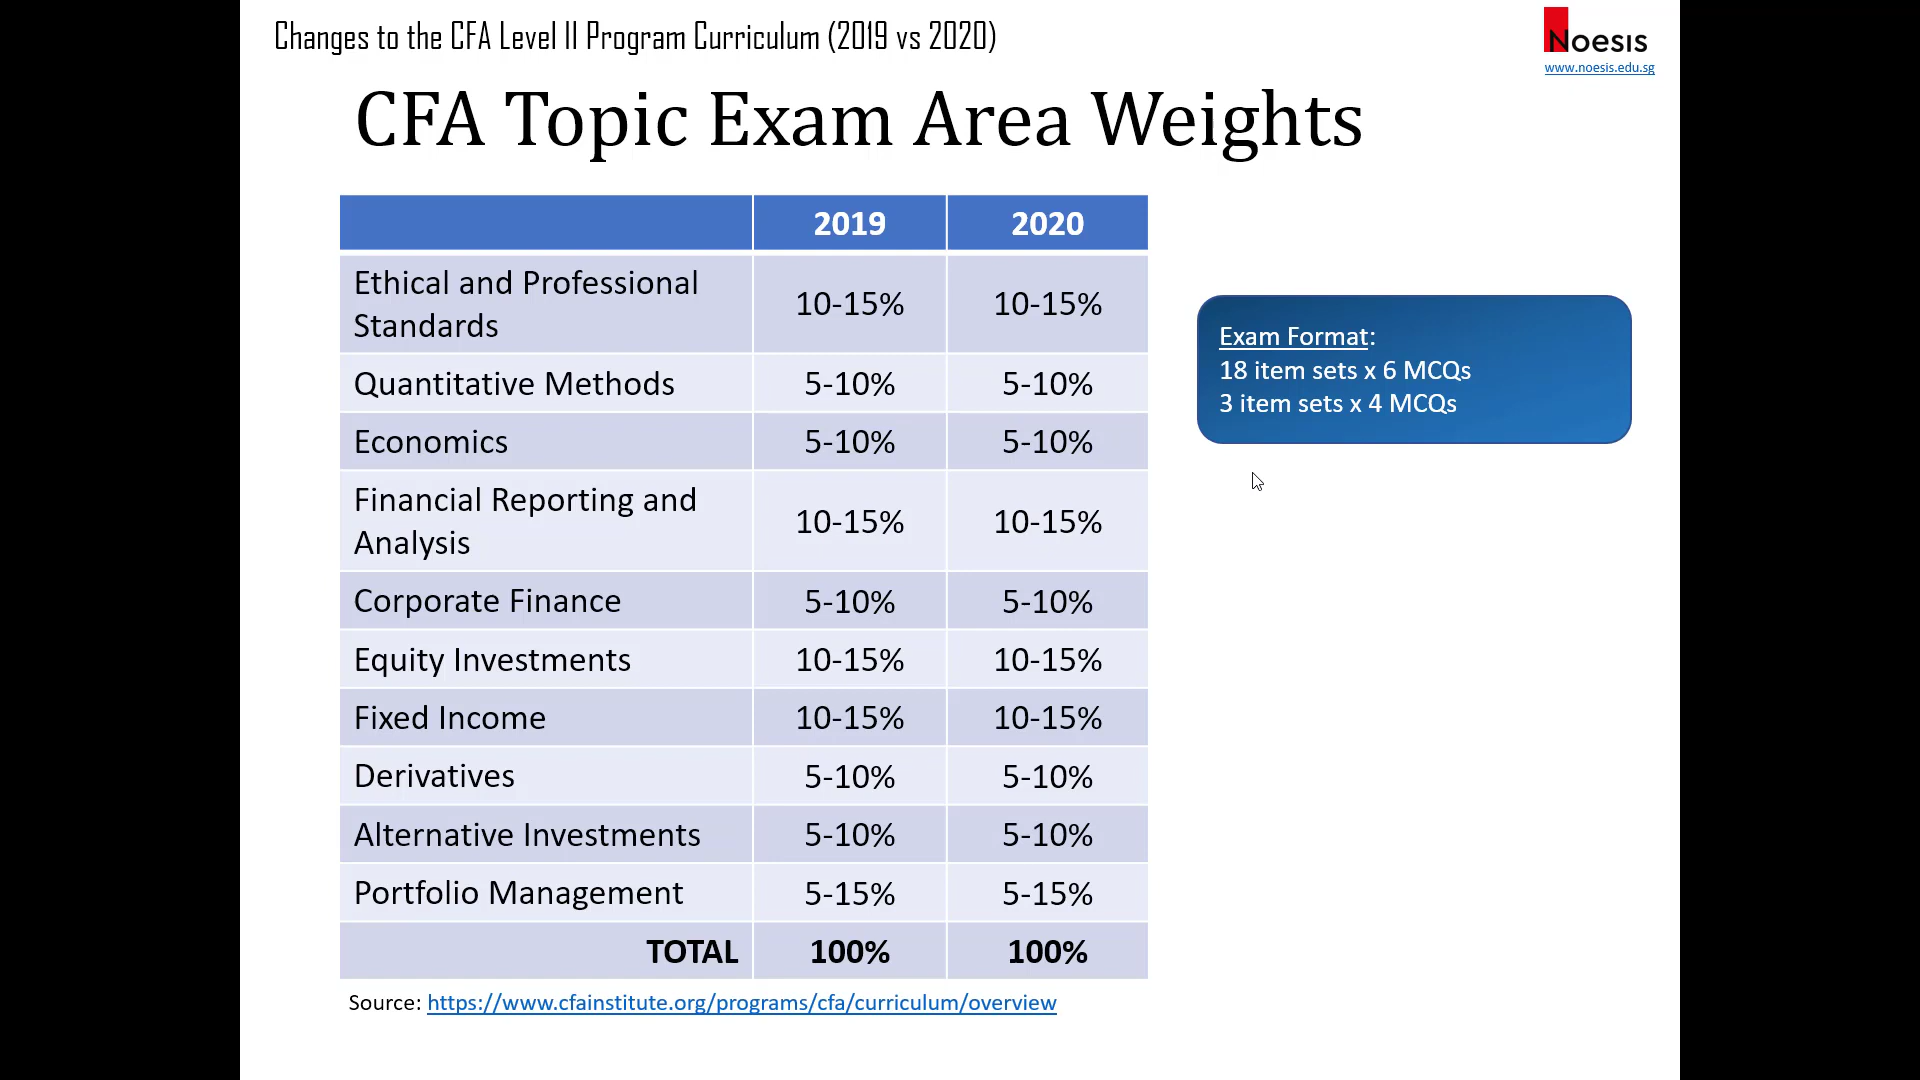 Changes to the CFA Level II Program Curriculum (2019 vs 2020)
Noesis
www.noesis.edu.sg
CFA Topic Exam Area Weights
2019 2020
Ethical and Professional
Standards
10-15% 10-15%
Quantitative Methods 5-10% 5-10%
Economics 5-10% 5-10%
Financial Reporting and
Analysis
10-15% 10-15%
Corporate Finance 5-10% 5-10%
Equity Investments 10-15% 10-15%
Fixed Income 10-15% 10-15%
Derivatives 5-10% 5-10%
Alternative Investments 5-10% 5-10%
Portfolio Management 5-15% 5-15%
TOTAL 100% 100%
Exam Format:
18 item sets x 6 MCQs
3 item sets x 4 MCQs
Source: https://www.cfainstitute.org/programs/cfa/curriculum/overview